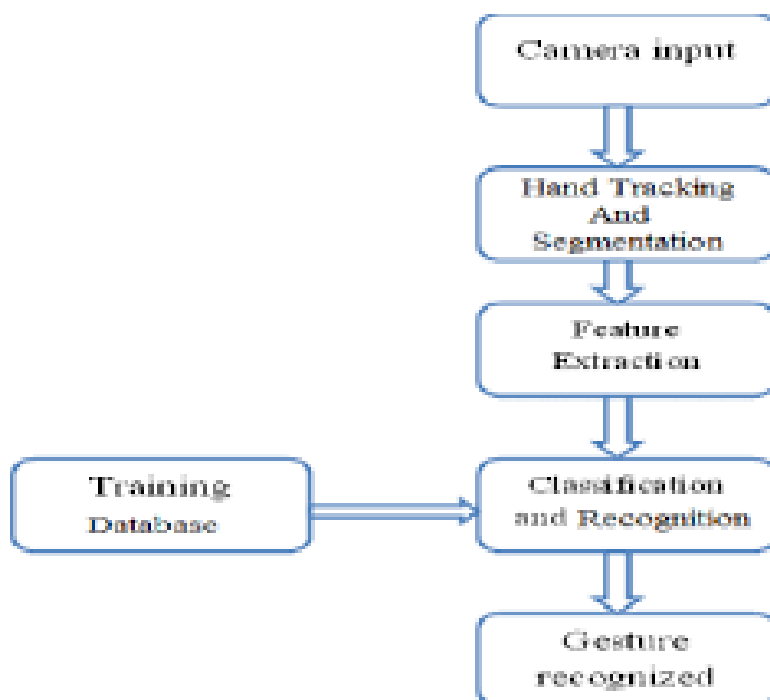 Camera input
Hand Tracking
And
Segmentation
Feature
Extraction
Training
Database
Classification
and Recognition
Gesture
recognized